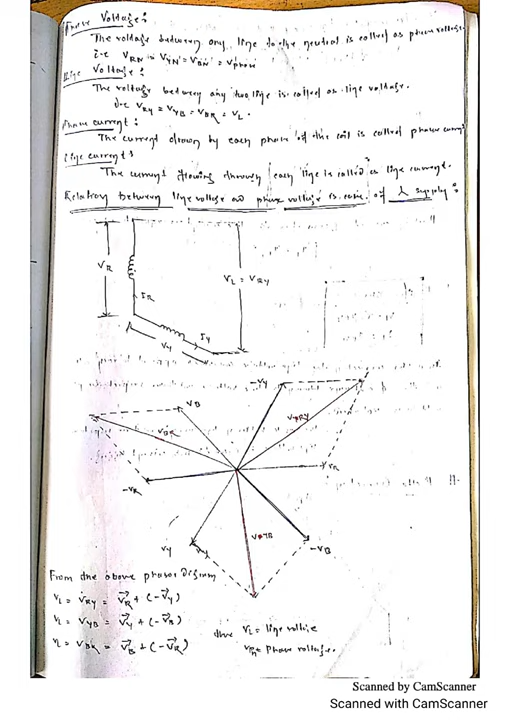 Phase Voltage :
The voltage between any line to the neutral is called as phase voltage.
i.e VRN = VYN = VBN = Vphase
Line Voltage :
The voltage between any two line is called as line voltage.
i.e VRY = VYB = VBR = VL.
Phase current :
The current drawn by each phase of the coil is called phase current
Line current :
The current flowing through each line is called as line current.
Relation between line voltage and phase voltage in case of λ supply :
VR
VL = VRY
IR
IY
VY
-VY
VB
VRY
VBR
VR
-VR
VYB
VY
-VB
From the above phasor diagram
VL = VRY = VR + (-VY)
VL = VYB = VY + (-VB)
VL = VBR = VB + (-VR)
VL = line voltage
Vph = Phase voltage.
Scanned by CamScanner
Scanned with CamScanner